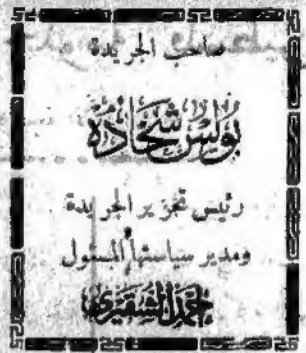 صاحب الجريدة
بولس شحادة
رئيس تحرير الجريدة
ومدير سياستها المسئول
احمد الشقيري